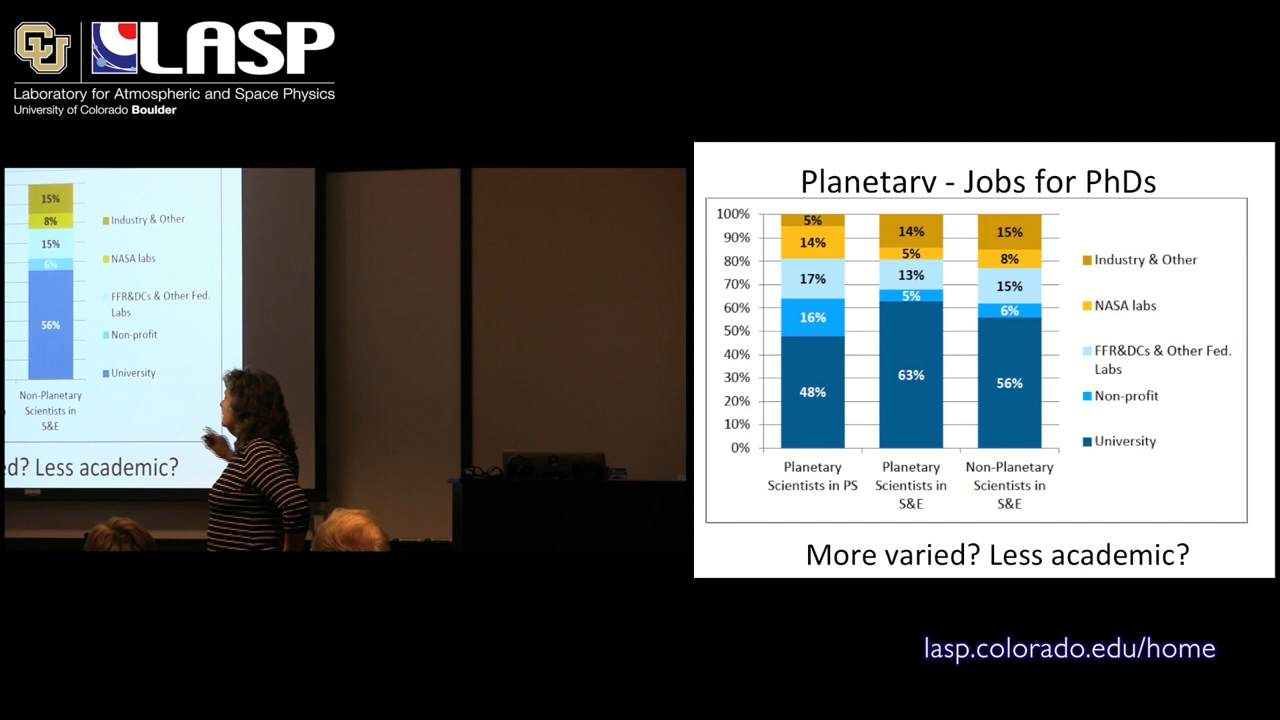 CU
LASP
Laboratory for Atmospheric and Space Physics
University of Colorado Boulder
15%
8%
15%
6%
56%
Industry & Other
NASA labs
FFR&DCs & Other Fed.
Labs
Non-profit
University
Non-Planetary
Scientists in
S&E
d? Less academic?
Planetary - Jobs for PhDs
100%
90%
80%
70%
60%
50%
40%
30%
20%
10%
0%
5%
14%
17%
16%
48%
14%
5%
13%
5%
63%
15%
8%
15%
6%
56%
Planetary
Scientists in PS
Planetary
Scientists in
S&E
Non-Planetary
Scientists in
S&E
Industry & Other
NASA labs
FFR&DCs & Other Fed.
Labs
Non-profit
University
More varied? Less academic?
lasp.colorado.edu/home